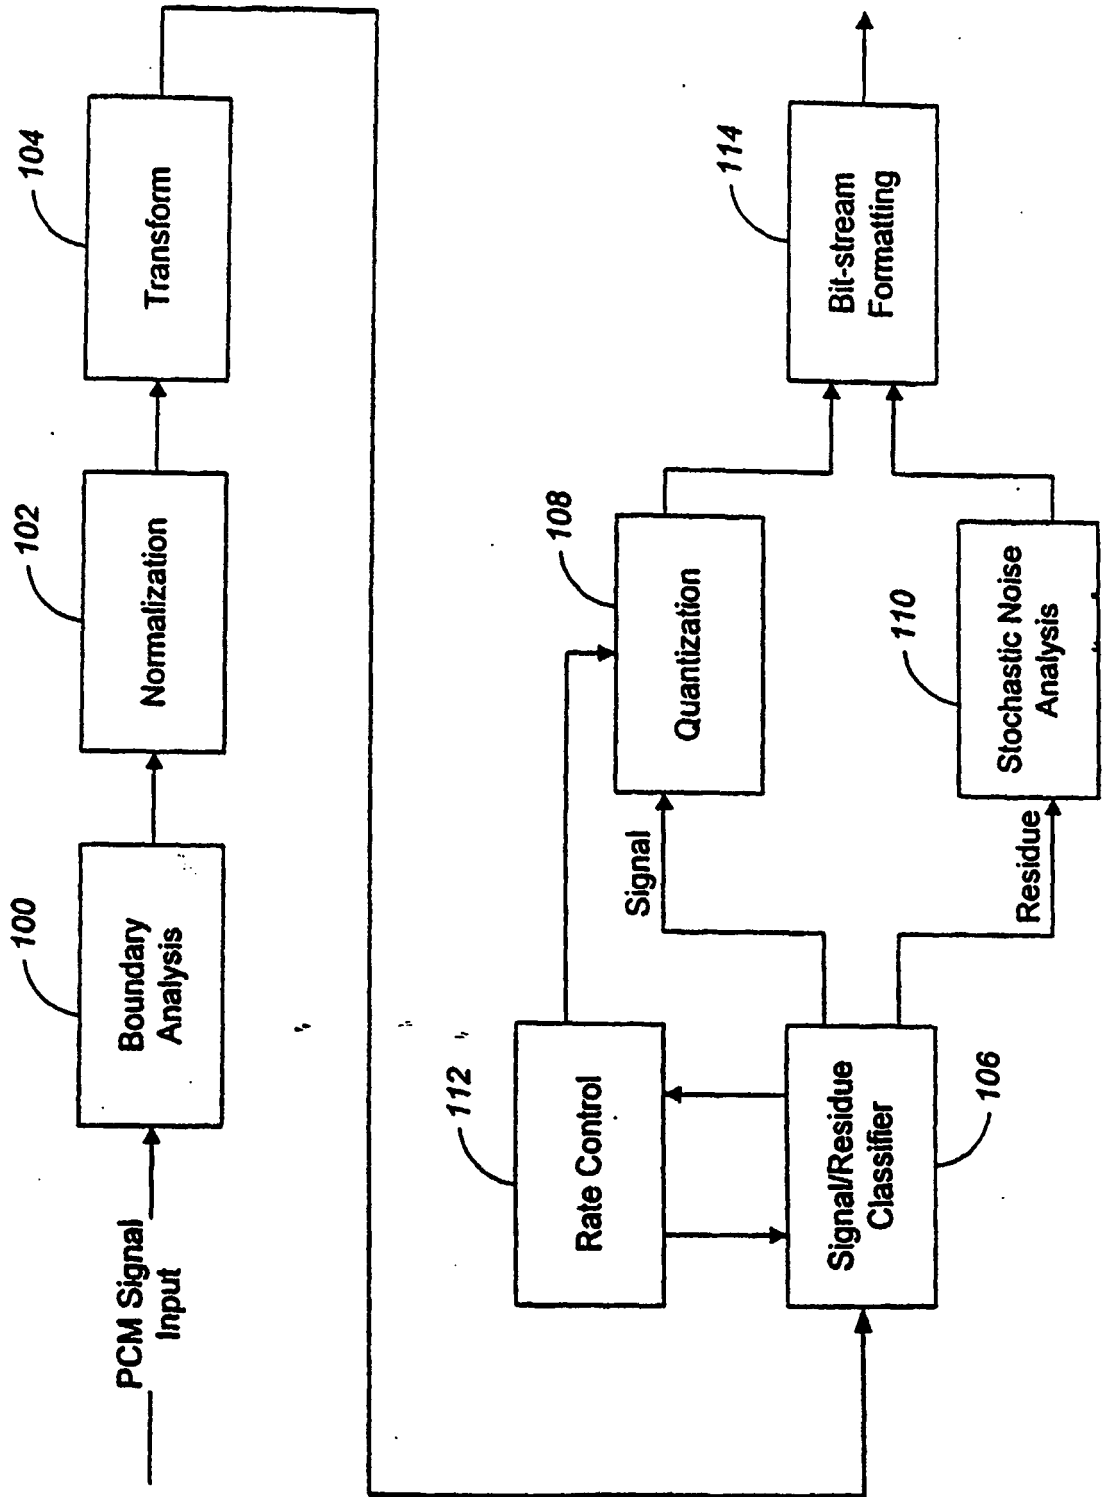 PCM Signal
Input
100
Boundary
Analysis
102
Normalization
104
Transform
112
Rate Control
Signal/Residue
Classifier
106
Signal
Residue
108
Quantization
110
Stochastic Noise
Analysis
114
Bit-stream
Formatting